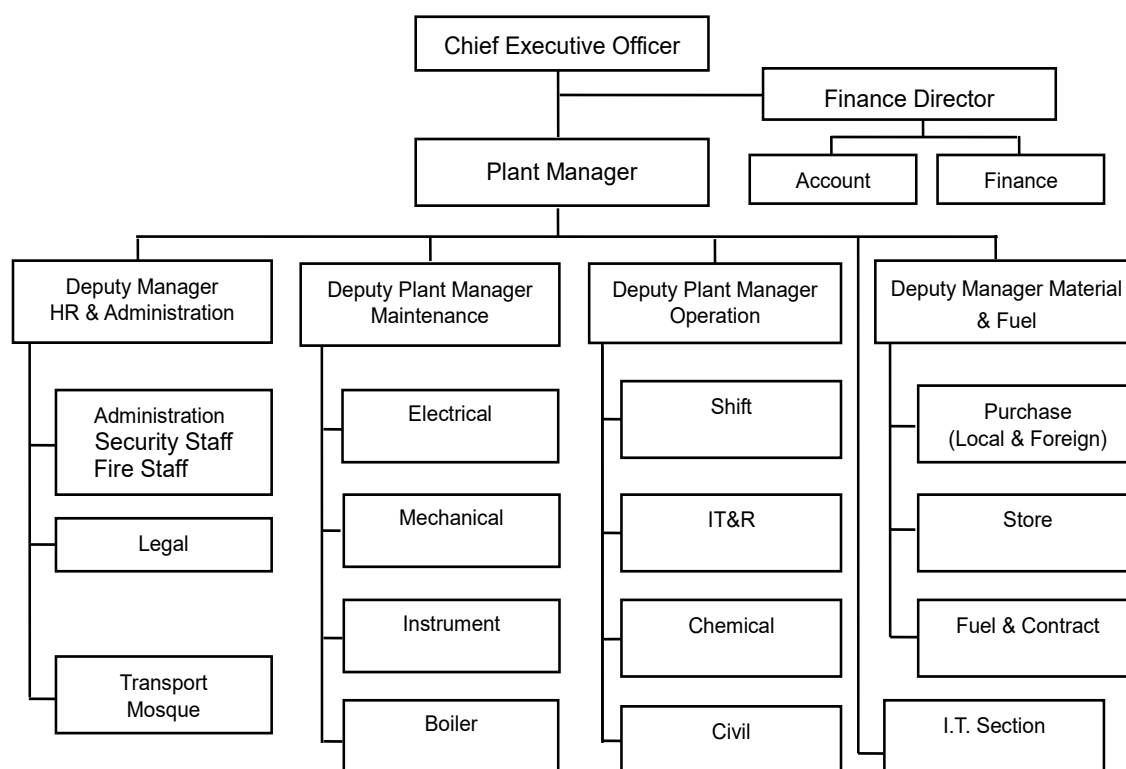 Chief Executive Officer
Finance Director
Plant Manager
Account
Finance
Deputy Manager
HR & Administration
Deputy Plant Manager
Maintenance
Deputy Plant Manager
Operation
Deputy Manager Material
& Fuel
Administration
Security Staff
Fire Staff
Legal
Transport
Mosque
Electrical
Mechanical
Instrument
Boiler
Shift
IT&R
Chemical
Civil
Purchase
(Local & Foreign)
Store
Fuel & Contract
I.T. Section